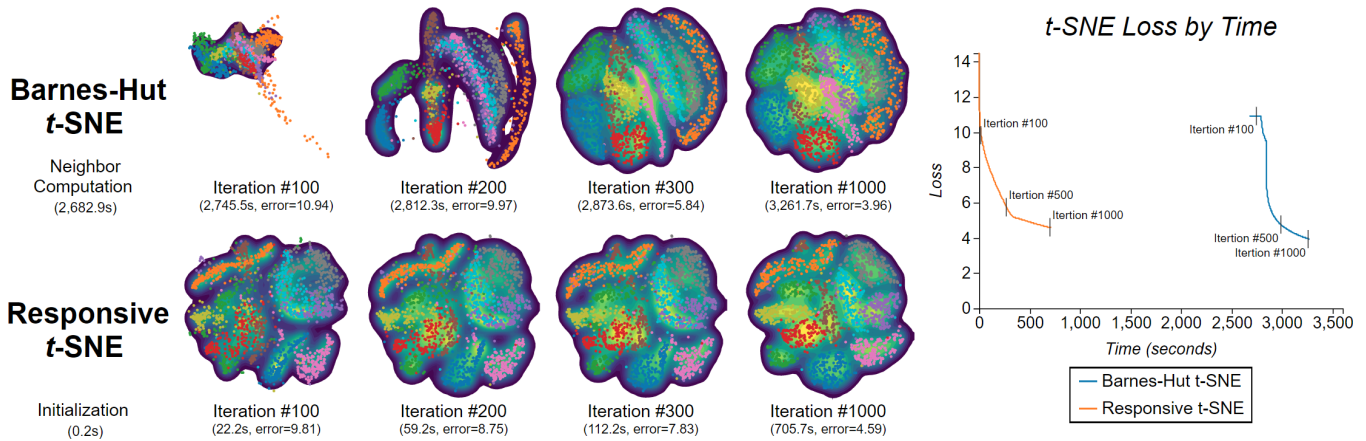 Barnes-Hut
t-SNE
Neighbor
Computation
(2,682.9s)
Iteration #100
(2,745.5s, error=10.94)
Iteration #200
(2,812.3s, error=9.97)
Iteration #300
(2,873.6s, error=5.84)
Iteration #1000
(3,261.7s, error=3.96)
Responsive
t-SNE
Initialization
(0.2s)
Iteration #100
(22.2s, error=9.81)
Iteration #200
(59.2s, error=8.75)
Iteration #300
(112.2s, error=7.83)
Iteration #1000
(705.7s, error=4.59)
t-SNE Loss by Time
Loss
14
12
10
8
6
4
2
0
Itertion #100
Itertion #500
Itertion #1000
Itertion #100
Itertion #500
Itertion #1000
0
500
1,000
1,500
2,000
2,500
3,000
3,500
Time (seconds)
Barnes-Hut t-SNE
Responsive t-SNE